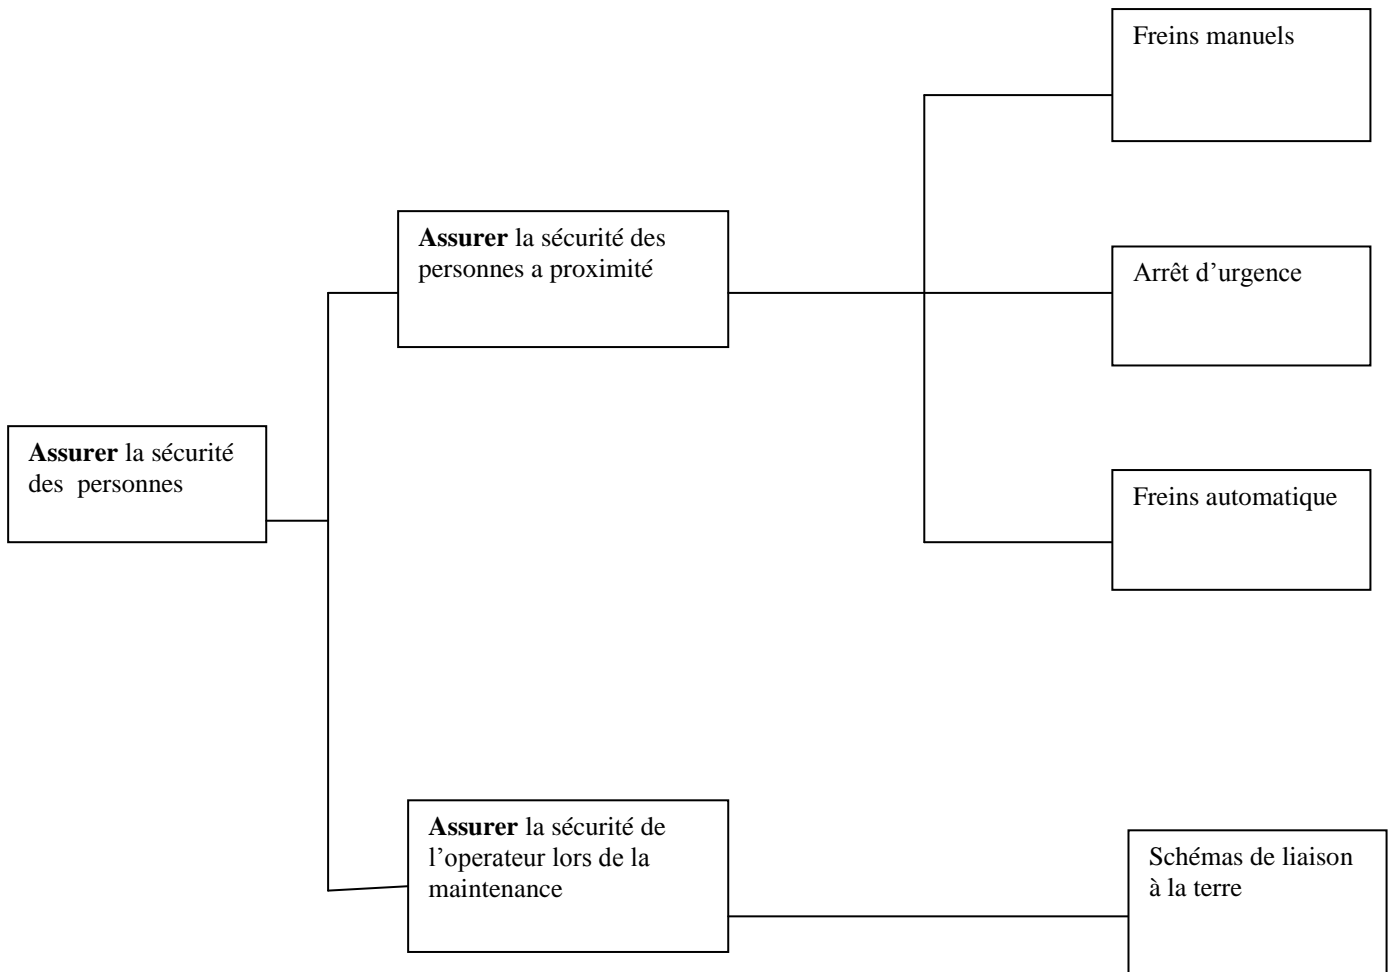 Freins manuels
Assurer la sécurité des
personnes a proximité
Arrêt d’urgence
Assurer la sécurité
des  personnes
Freins automatique
Assurer la sécurité de
l’operateur lors de la
maintenance
Schémas de liaison
à la terre